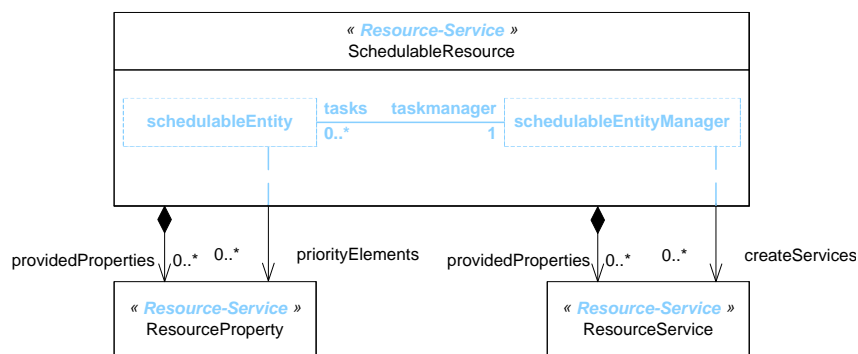 « Resource-Service »
SchedulableResource
tasks taskmanager
schedulableEntity schedulableEntityManager
0..* 1
providedProperties 0..* 0..* priorityElements providedProperties 0..* 0..* createServices
« Resource-Service » « Resource-Service »
ResourceProperty ResourceService